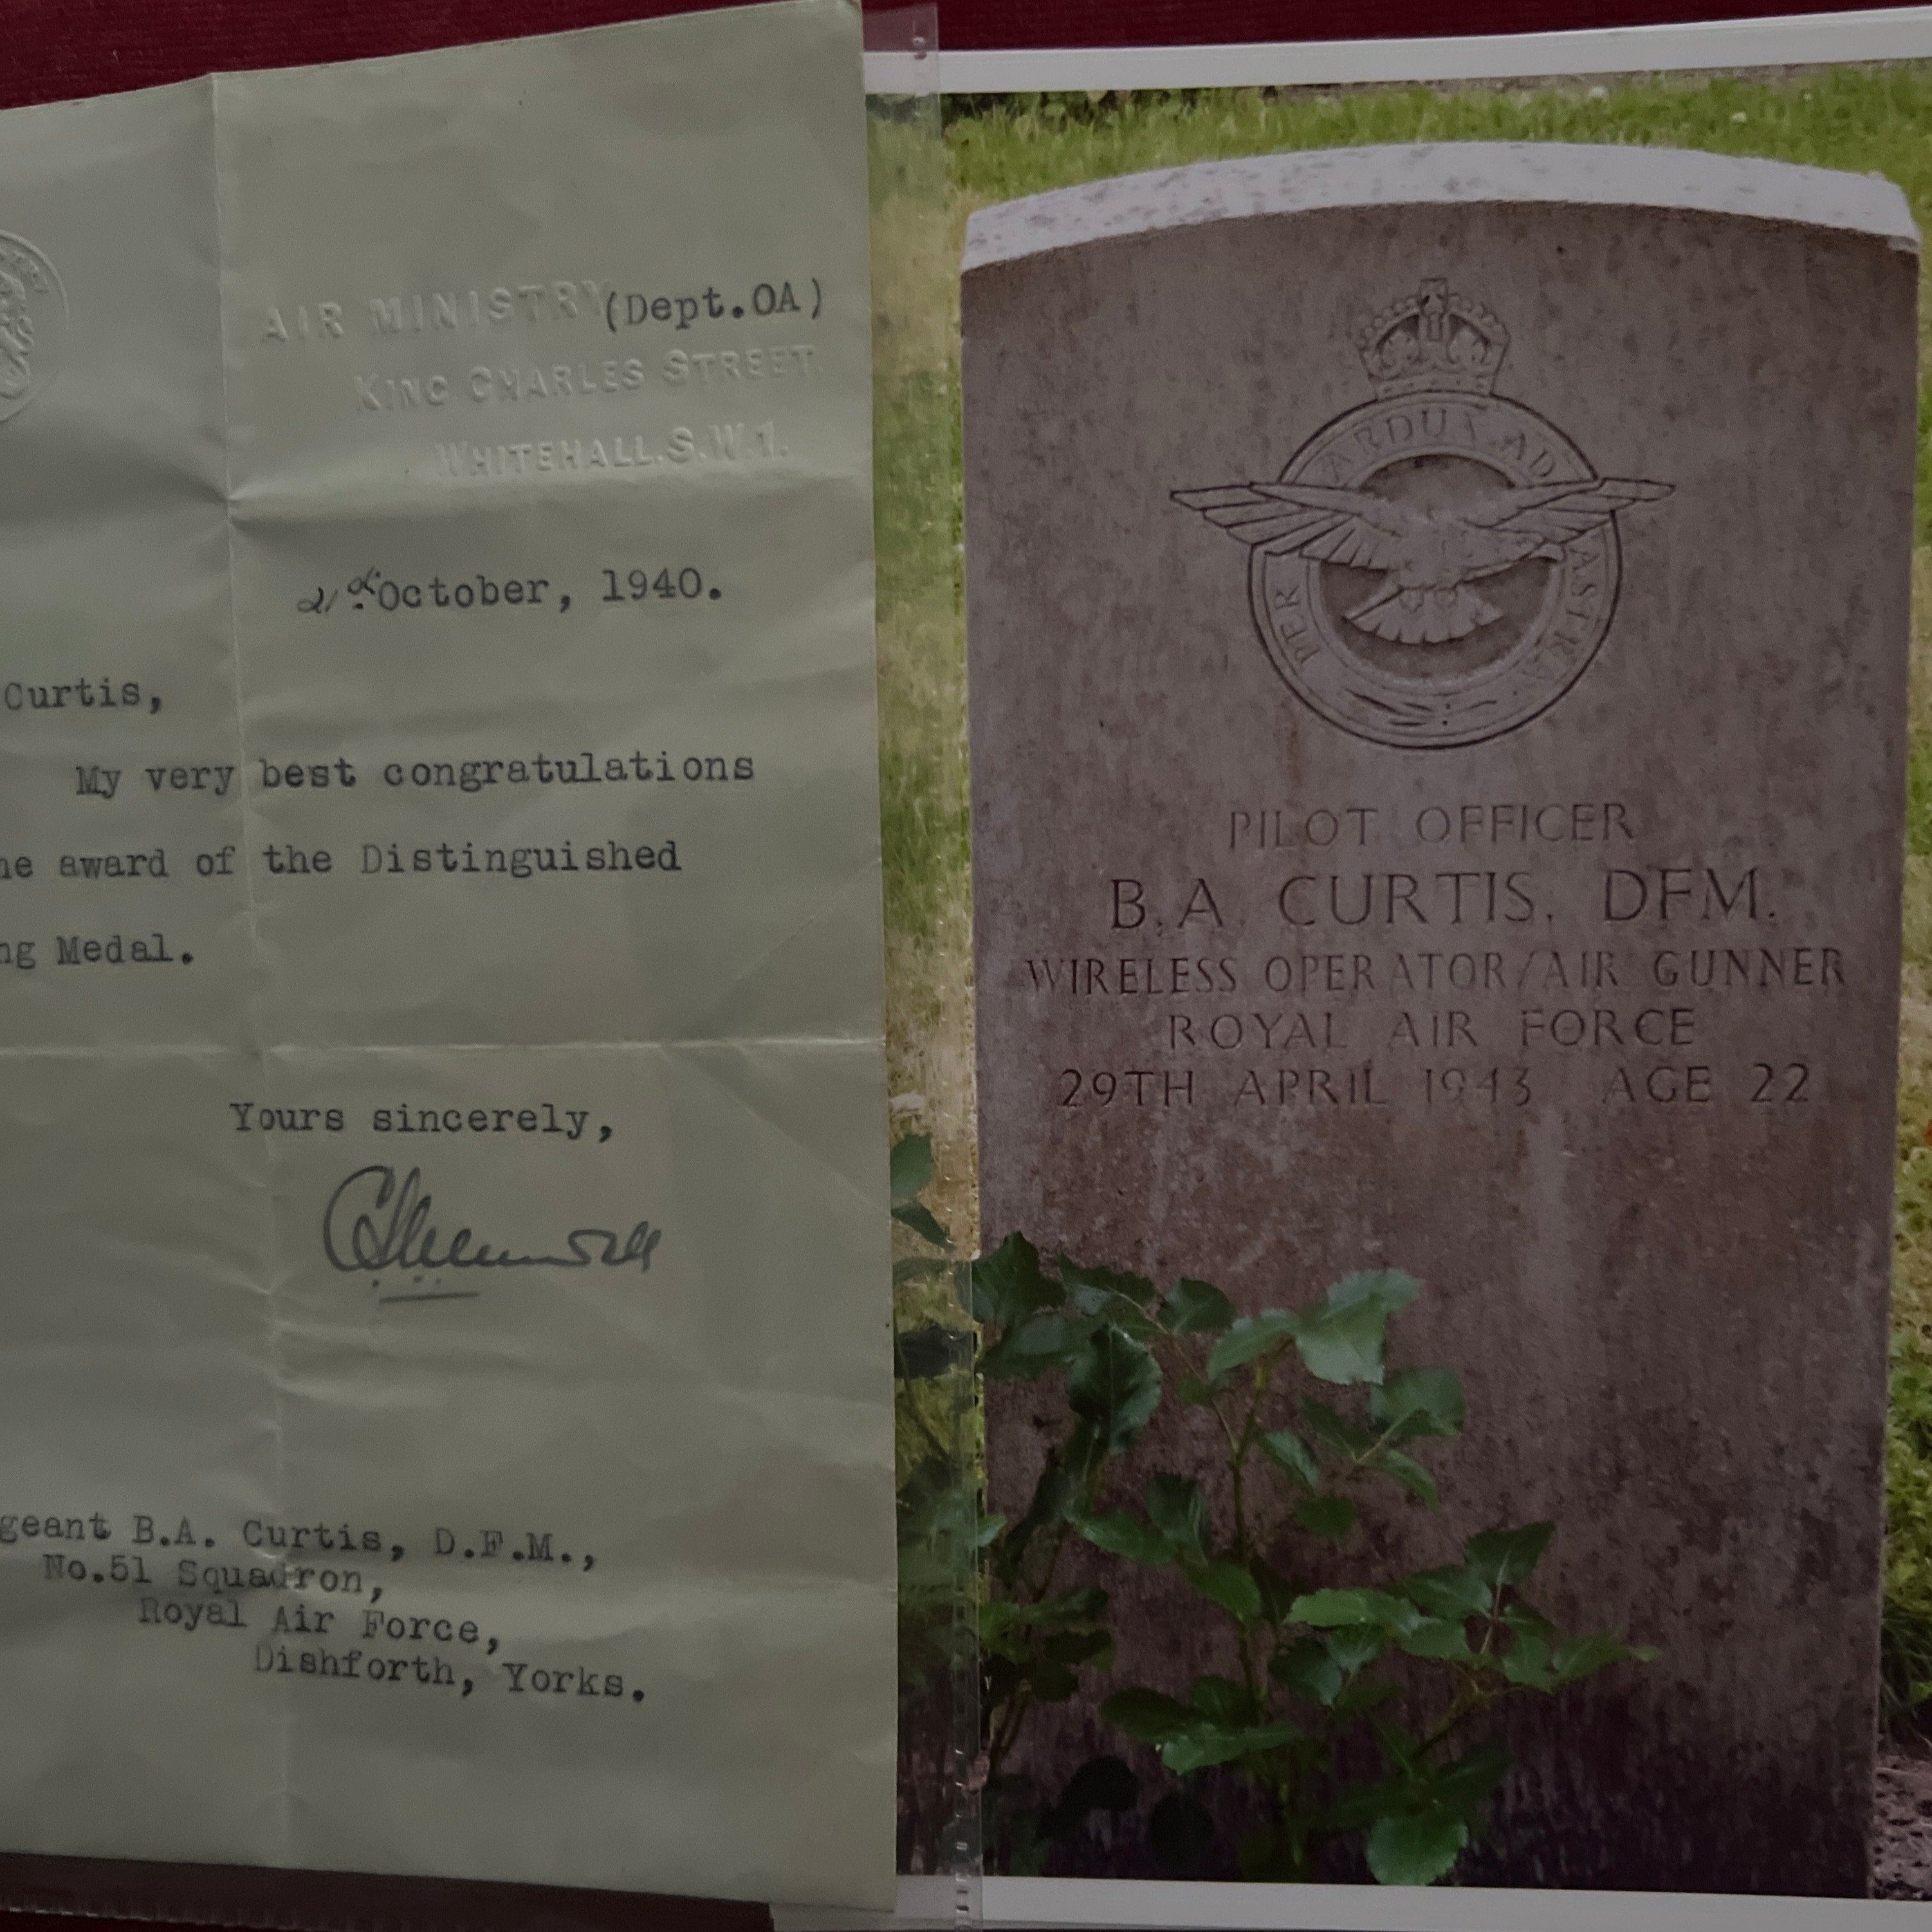 AIR MINISTRY (Dept.OA)
KING CHARLES STREET.
WHITEHALL.S.W.1.
October, 1940.
Curtis,
My very best congratulations
he award of the Distinguished
ng Medal.
Yours sincerely,
geant B.A. Curtis, D.F.M.,
No.51 Squadron,
Royal Air Force,
Dishforth, Yorks.
PER ARDUA AD ASTRA
PILOT OFFICER
B.A. CURTIS. DFM.
WIRELESS OPERATOR/AIR GUNNER
ROYAL AIR FORCE
29TH APRIL 1943 AGE 22